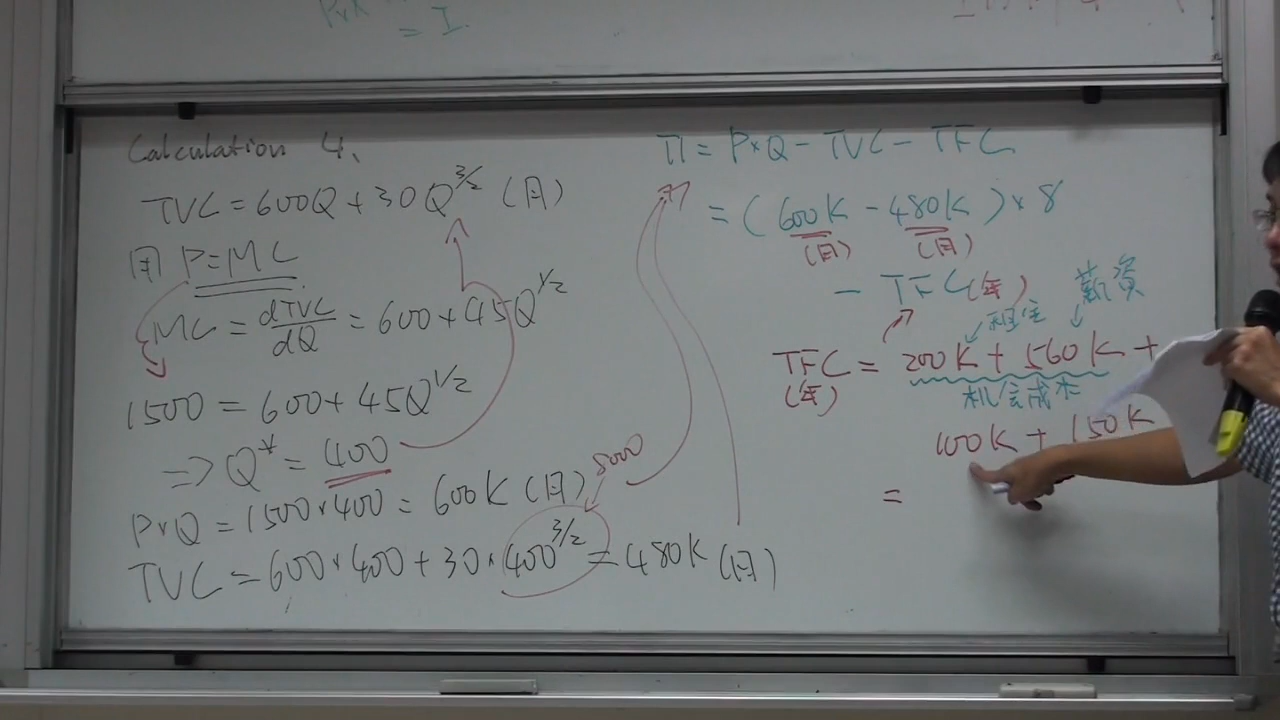 = I
Calculation 4.
TVC = 600Q + 30Q^3/2 (月)
用 P=MC
MC = dTVC/dQ = 600 + 45Q^1/2
1500 = 600 + 45Q^1/2
=> Q* = 400
P×Q = 1500×400 = 600K (月)
8000
TVC = 600×400 + 30×400^3/2 = 480K (月)
Π = P×Q - TVC - TFC
= (600K - 480K) × 8
(月) (月)
- TFC (年)
薪資
TFC = 200K + 560K +
(年)
机会成本
100K + 150K
=